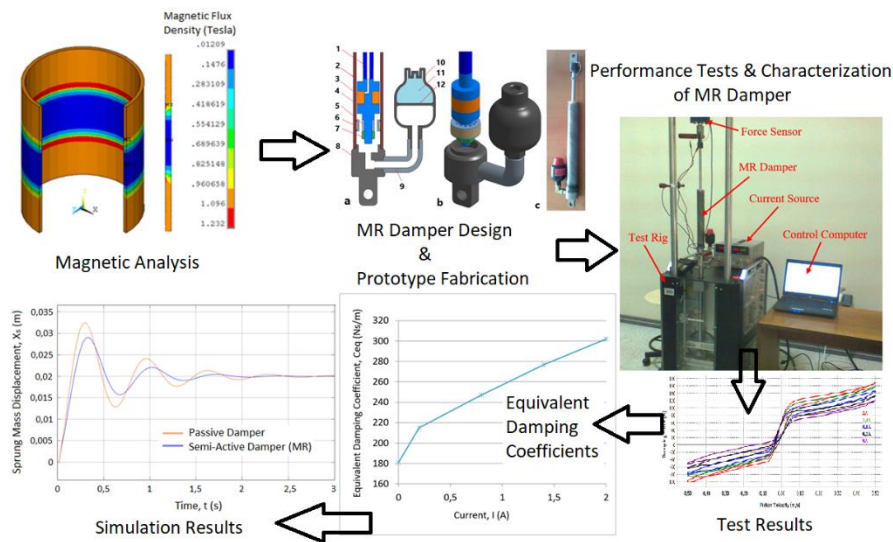 Magnetic Flux
Density (Tesla)
.01209
.1476
.283109
.418619
.554129
.689638
.825148
.960658
1.096
1.232
Magnetic Analysis
1
2
3
4
5
6
7
8
9
10
11
12
a
b
c
MR Damper Design
&
Prototype Fabrication
Performance Tests & Characterization
of MR Damper
Force Sensor
MR Damper
Current Source
Test Rig
Control Computer
Test Results
Equivalent Damping Coefficient, Ceq (Ns/m)
320
300
280
260
240
220
200
180
160
0
0,5
1
1,5
2
Current, I (A)
Equivalent
Damping
Coefficients
Sprung Mass Displacement, Xs (m)
0,035
0,03
0,025
0,02
0,015
0,01
0,005
0
0
0,5
1
1,5
2
2,5
3
Passive Damper
Semi-Active Damper (MR)
Time, t (s)
Simulation Results